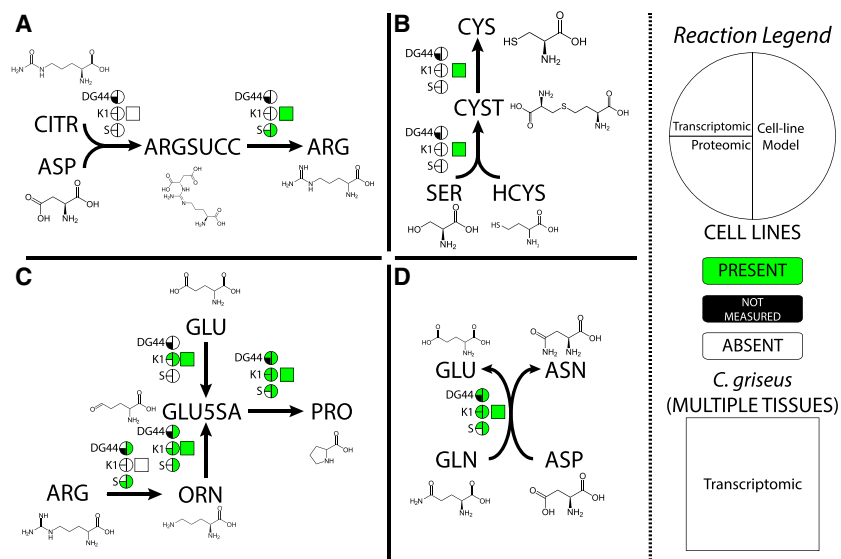 A
DG44
K1
S
DG44
K1
S
CITR
ASP
ARGSUCC
ARG
B
CYS
DG44
K1
S
CYST
DG44
K1
S
SER
HCYS
C
GLU
DG44
K1
S
DG44
K1
S
GLU5SA
PRO
DG44
K1
S
DG44
K1
S
ARG
ORN
D
GLU
ASN
DG44
K1
S
GLN
ASP
Reaction Legend
Transcriptomic
Proteomic
Cell-line
Model
CELL LINES
PRESENT
NOT
MEASURED
ABSENT
C. griseus
(MULTIPLE TISSUES)
Transcriptomic